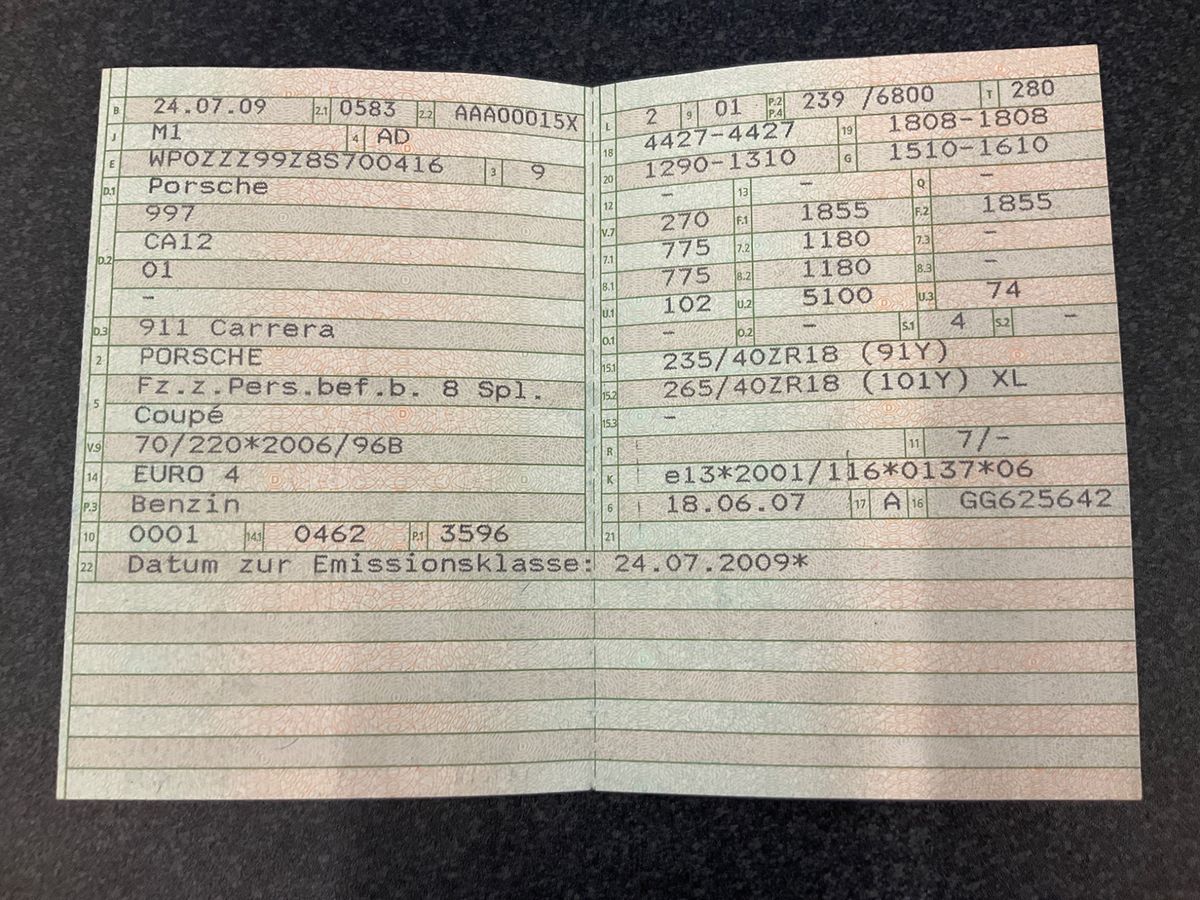 B 24.07.09 2.1 0583 2.2 AAA00015X
J M1 4 AD
E WP0ZZZ99Z8S700416 3 9
D.1 Porsche
997
D.2 CA12
01
–
D.3 911 Carrera
2 PORSCHE
5 Fz.z.Pers.bef.b. 8 Spl.
Coupé
V.9 70/220*2006/96B
14 EURO 4
P.3 Benzin
10 0001 14.1 0462 P.1 3596
L 2 9 01 P.2 P.4 239 /6800 T 280
18 4427-4427 19 1808-1808
20 1290-1310 G 1510-1610
12 – 13 – Q –
V.7 270 F.1 1855 F.2 1855
7.1 775 7.2 1180 7.3 –
8.1 775 8.2 1180 8.3 –
U.1 102 U.2 5100 U.3 74
O.1 – O.2 – S.1 4 S.2 –
15.1 235/40ZR18 (91Y)
15.2 265/40ZR18 (101Y) XL
15.3 –
R 11 7/-
K e13*2001/116*0137*06
6 18.06.07 17 A 16 GG625642
21
22 Datum zur Emissionsklasse: 24.07.2009*